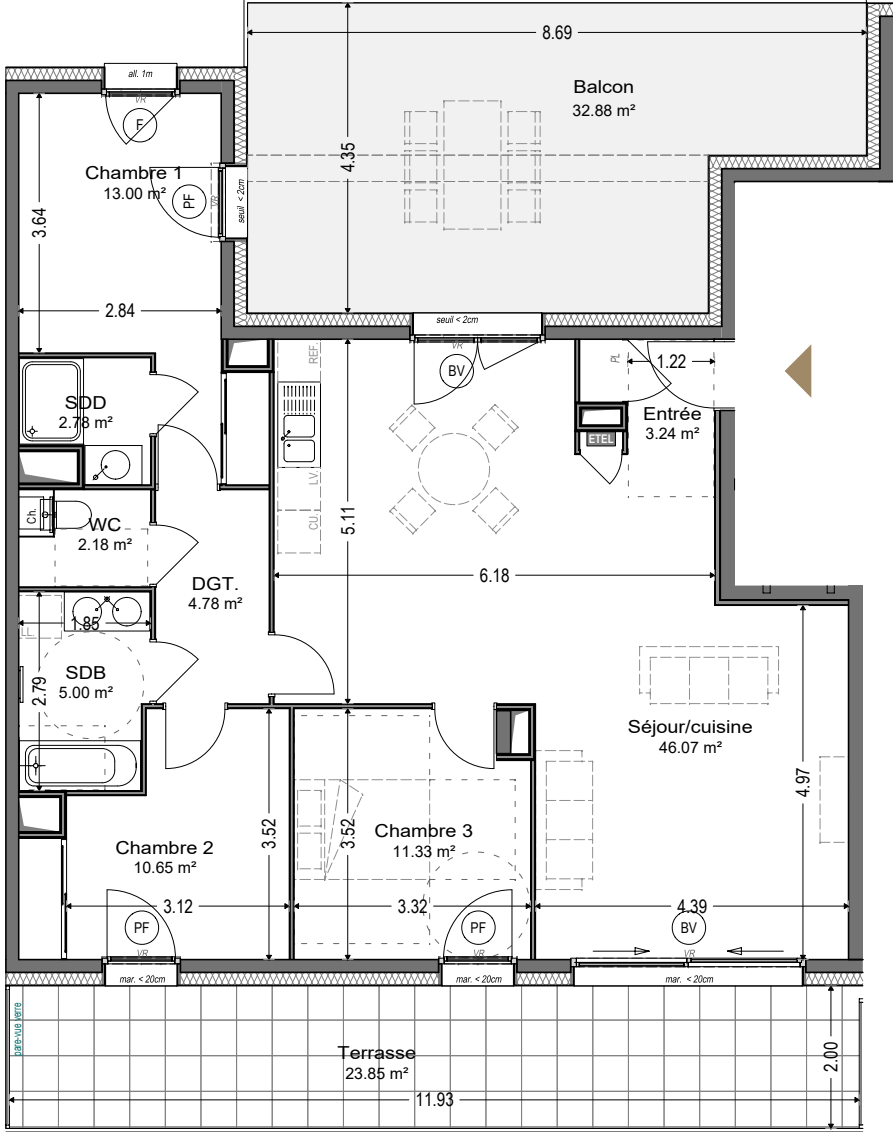 8.69
all. 1m
VR
F
Balcon
32.88 m²
4.35
Chambre 1
13.00 m²
PF
VR
seuil < 2cm
3.64
2.84
seuil < 2cm
VR
BV
REF.
PL
1.22
Entrée
3.24 m²
ETEL
SDD
2.78 m²
LV.
CU.
5.11
Ch.
WC
2.18 m²
6.18
DGT.
4.78 m²
1.85
LL.
SDB
5.00 m²
2.79
Séjour/cuisine
46.07 m²
4.97
Chambre 2
10.65 m²
3.52
3.52
Chambre 3
11.33 m²
3.12
3.32
4.39
PF
VR
PF
VR
BV
VR
mar. < 20cm
mar. < 20cm
mar. < 20cm
pare-vue verre
Terrasse
23.85 m²
2.00
11.93